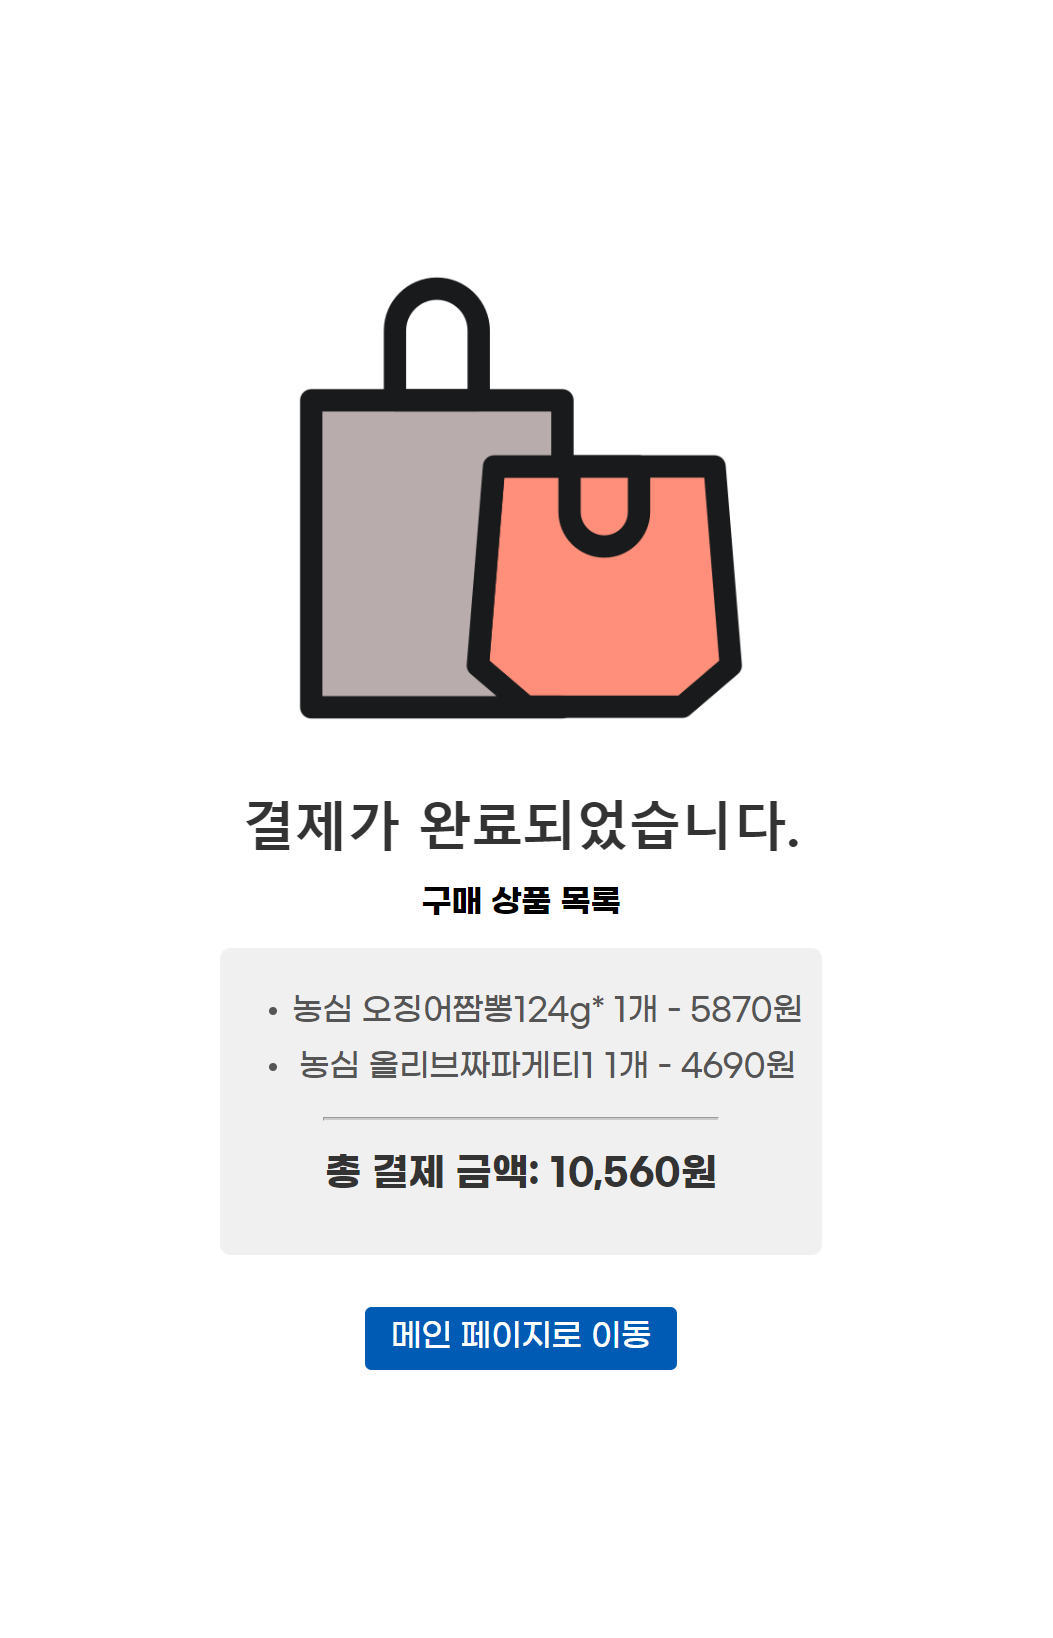 결제가 완료되었습니다.
구매 상품 목록
• 농심 오징어짬뽕124g* 1개 - 5870원
• 농심 올리브짜파게티1 1개 - 4690원
총 결제 금액: 10,560원
메인 페이지로 이동